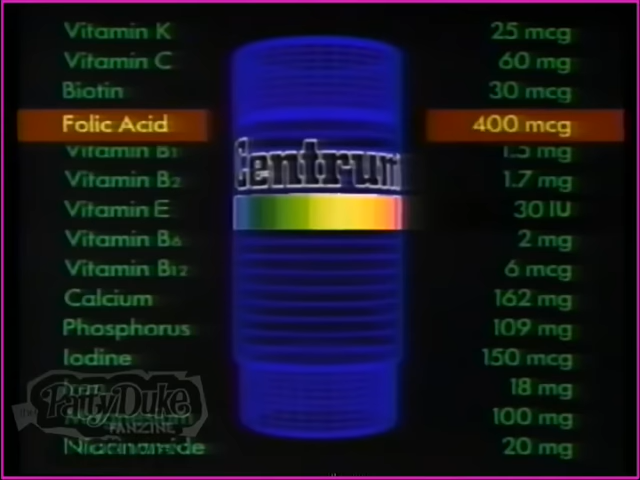 Vitamin K 25 mcg
Vitamin C 60 mg
Biotin 30 mcg
Folic Acid 400 mcg
Vitamin B1 1.5 mg
Vitamin B2 1.7 mg
Centrum
Vitamin E 30 IU
Vitamin B6 2 mg
Vitamin B12 6 mcg
Calcium 162 mg
Phosphorus 109 mg
Iodine 150 mcg
18 mg
the PattyDuke
FANZINE
100 mg
Niacinamide 20 mg